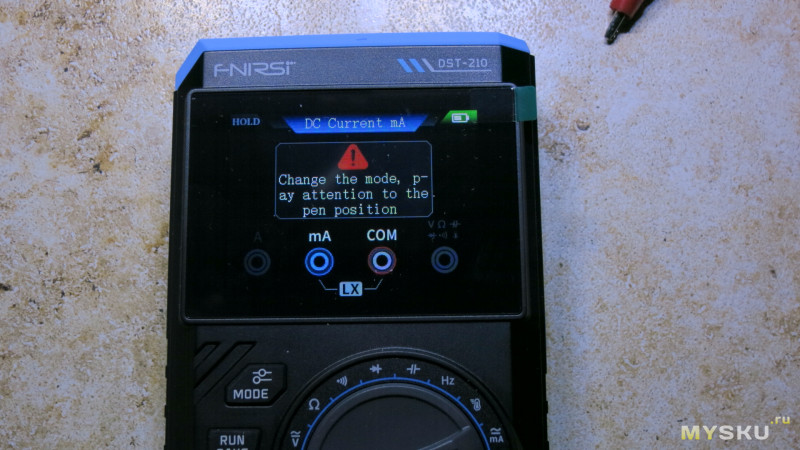 FNIRSI
DST-210
HOLD
DC Current mA
Change the mode, p-
ay attention to the
pen position
A
mA
COM
VΩ
LX
MODE
Ω
Hz
RUN
V
mA
MYSKU.ru